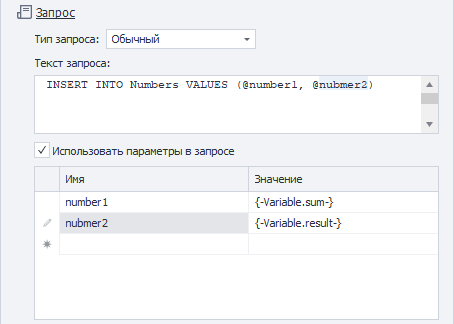 Запрос
Тип запроса: Обычный
Текст запроса:
INSERT INTO Numbers VALUES (@number1, @nubmer2)
Использовать параметры в запросе
Имя Значение
number1 {-Variable.sum-}
nubmer2 {-Variable.result-}